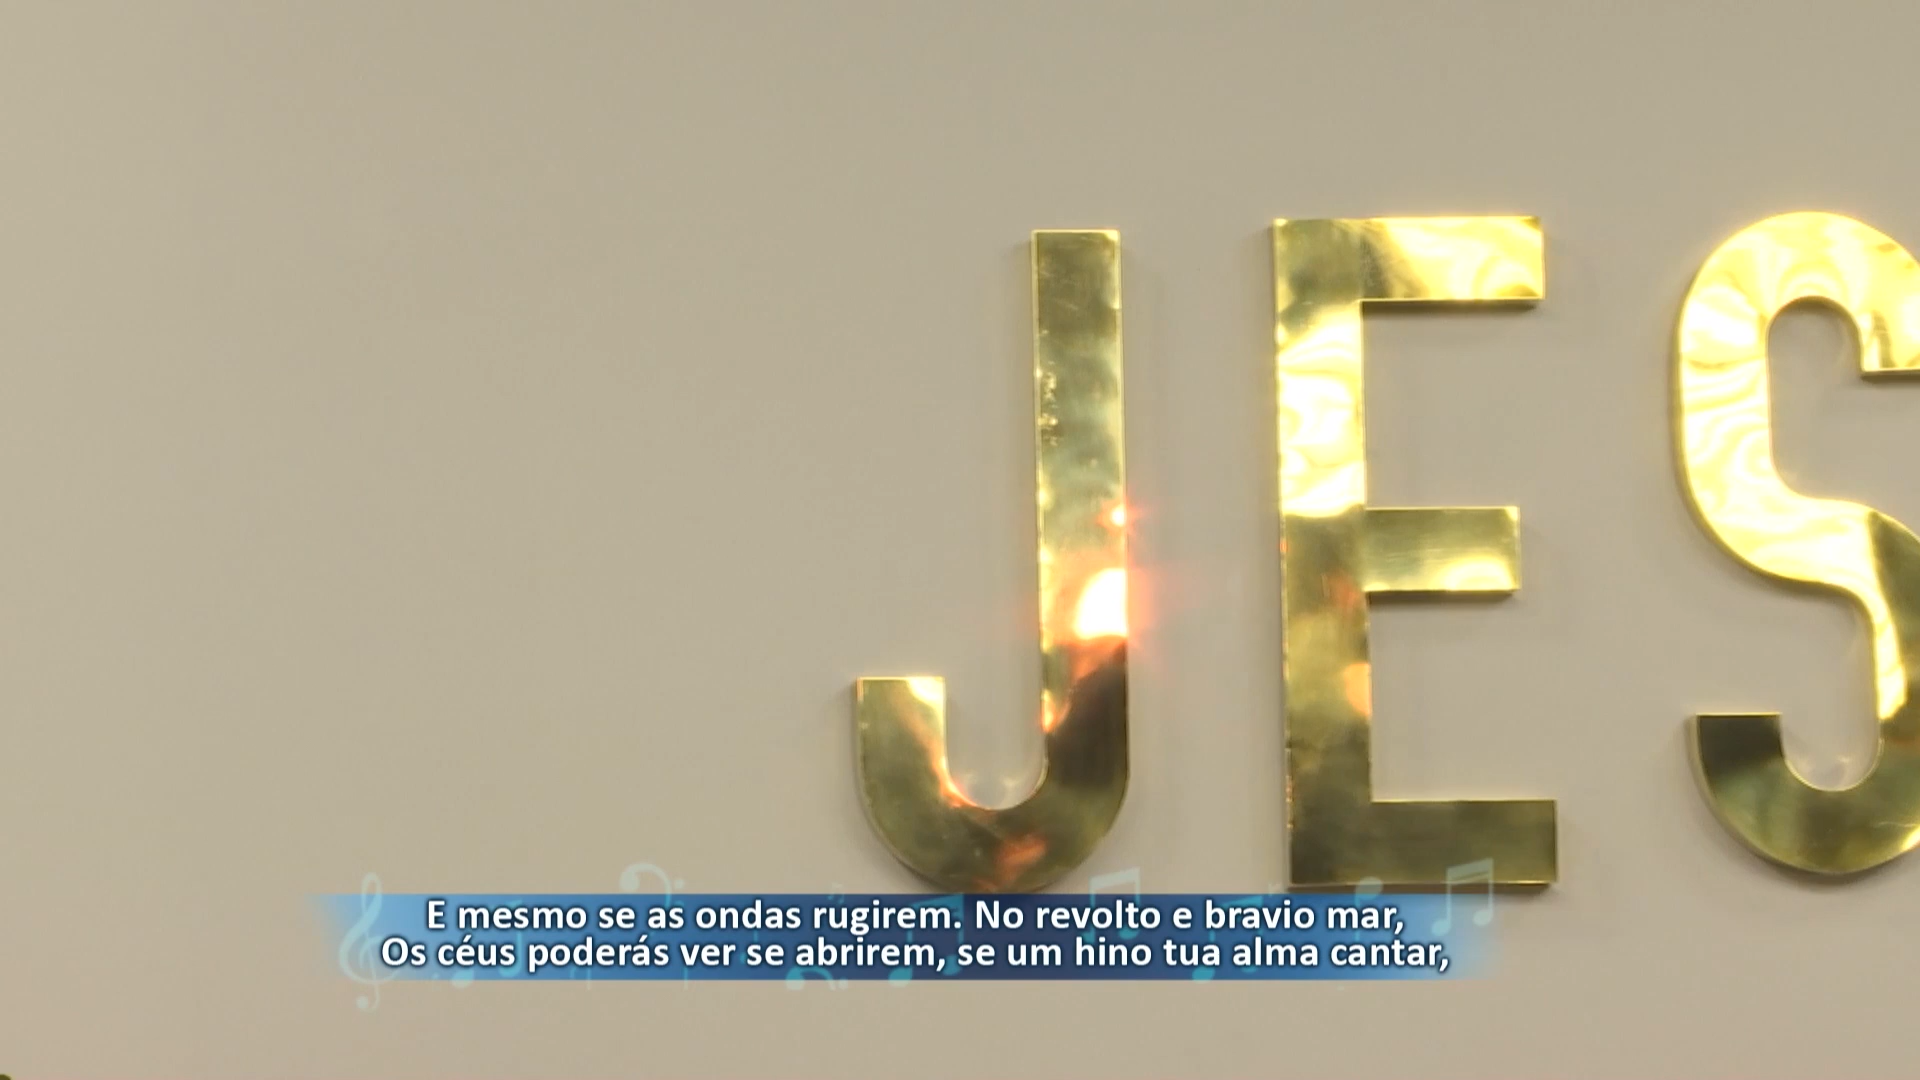 JES
E mesmo se as ondas rugirem. No revolto e bravio mar,
Os céus poderás ver se abrirem, se um hino tua alma cantar,